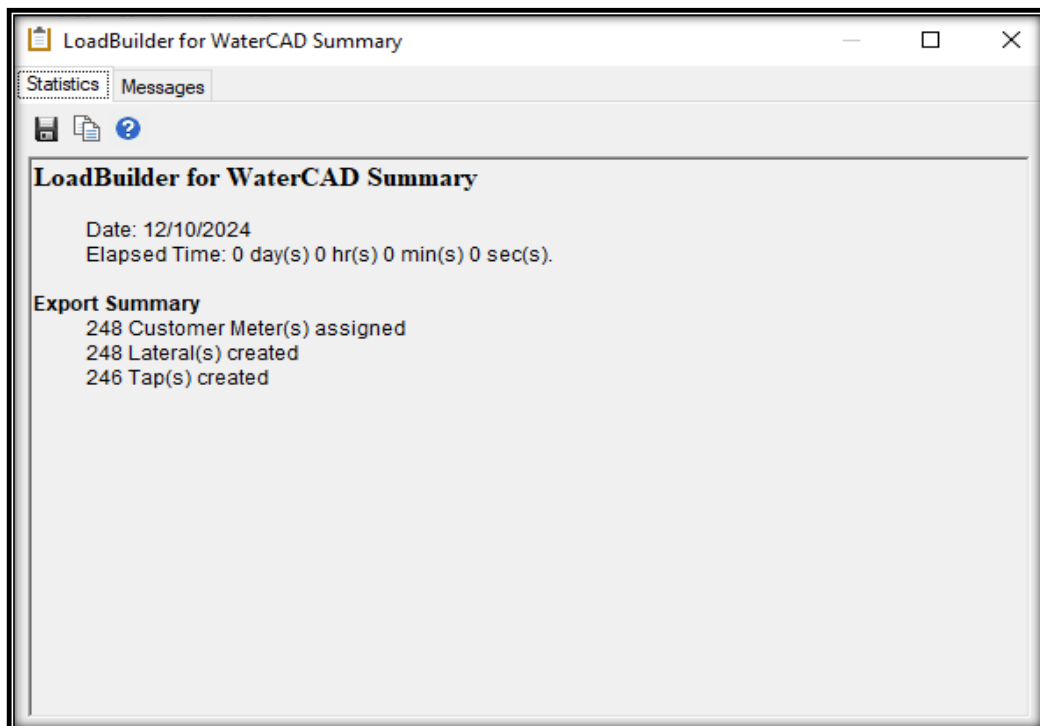 LoadBuilder for WaterCAD Summary
Statistics Messages
LoadBuilder for WaterCAD Summary
Date: 12/10/2024
Elapsed Time: 0 day(s) 0 hr(s) 0 min(s) 0 sec(s).
Export Summary
248 Customer Meter(s) assigned
248 Lateral(s) created
246 Tap(s) created